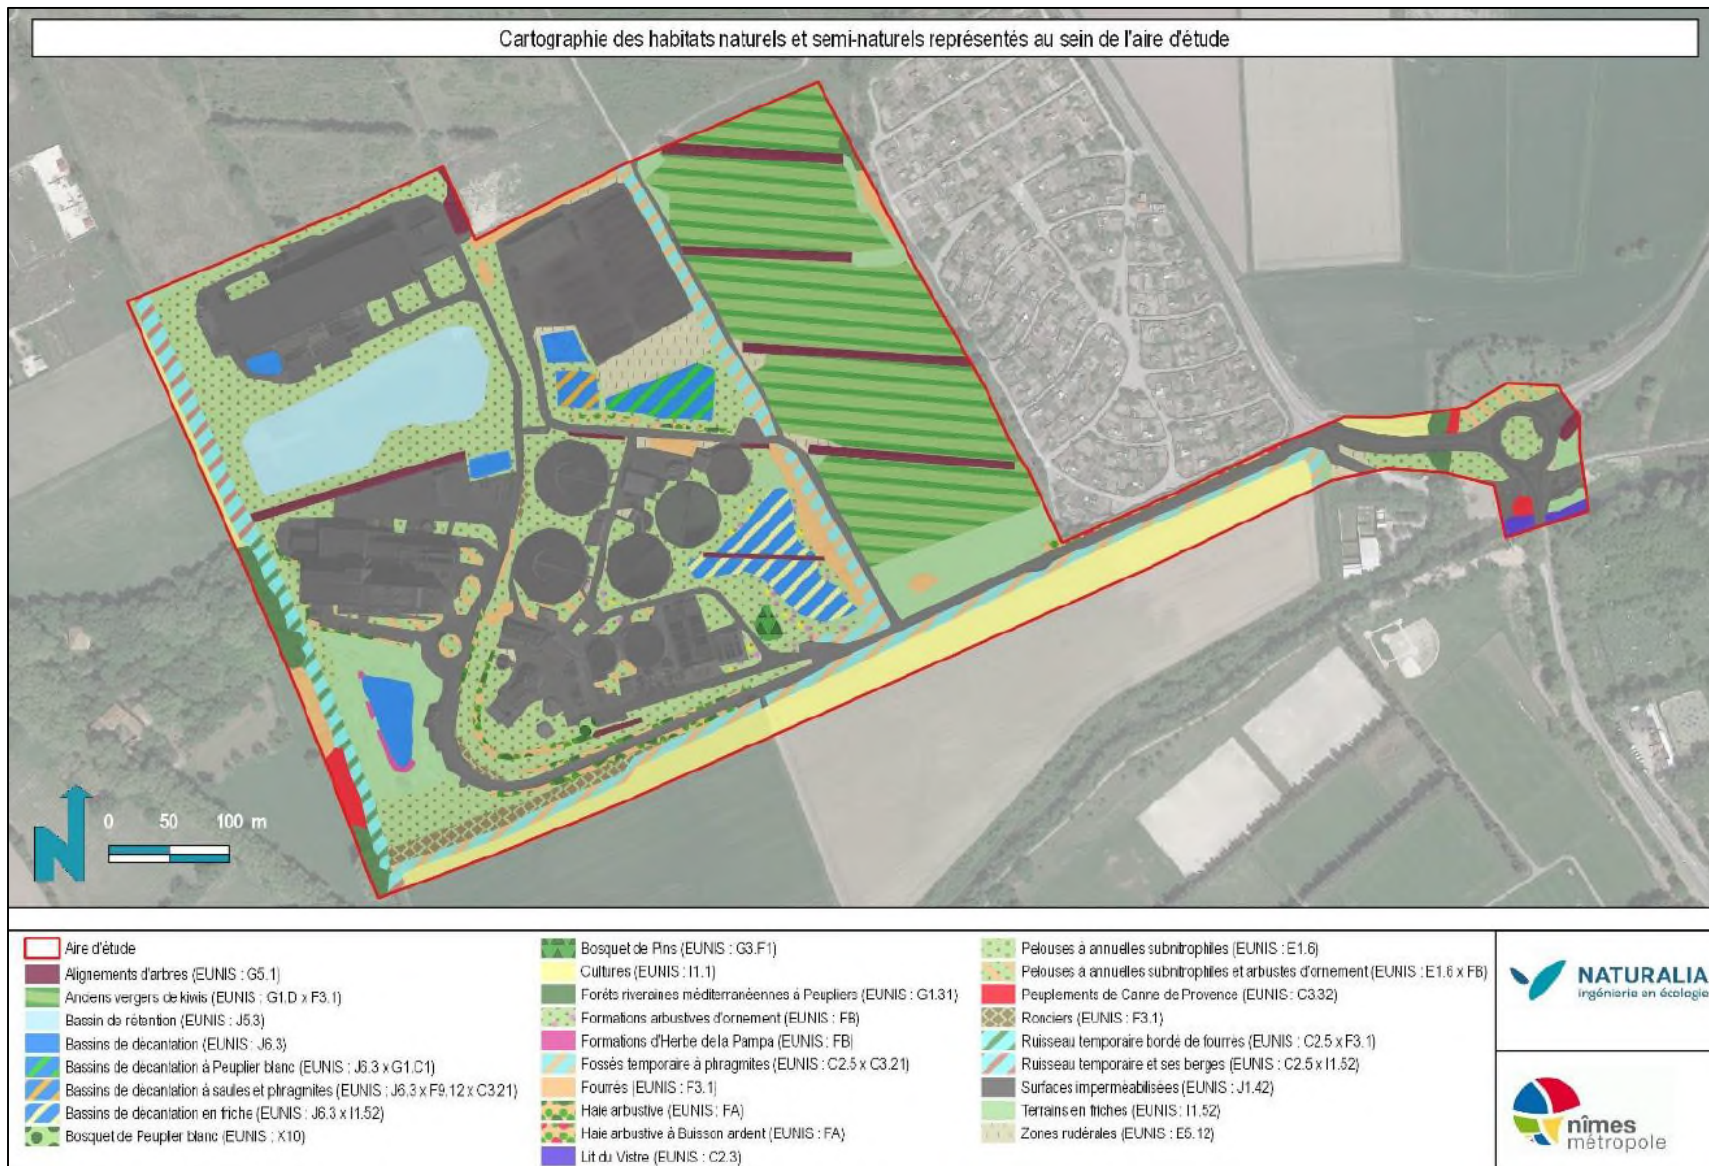 Cartographie des habitats naturels et semi-naturels représentés au sein de l'aire d'étude
N
0 50 100 m
Aire d'étude
Alignements d'arbres (EUNIS : G5.1)
Anciens vergers de kiwis (EUNIS : G1.D x F3.1)
Bassin de rétention (EUNIS : J5.3)
Bassins de décantation (EUNIS : J6.3)
Bassins de décantation à Peuplier blanc (EUNIS : J6.3 x G1.C1)
Bassins de décantation à saules et phragmites (EUNIS : J6.3 x F9.12 x C3.21)
Bassins de décantation en friche (EUNIS : J6.3 x I1.52)
Bosquet de Peuplier blanc (EUNIS : X10)
Bosquet de Pins (EUNIS : G3.F1)
Cultures (EUNIS : I1.1)
Forêts riveraines méditerranéennes à Peupliers (EUNIS : G1.31)
Formations arbustives d'ornement (EUNIS : FB)
Formations d'Herbe de la Pampa (EUNIS : FB)
Fossés temporaire à phragmites (EUNIS : C2.5 x C3.21)
Fourrés (EUNIS : F3.1)
Haie arbustive (EUNIS : FA)
Haie arbustive à Buisson ardent (EUNIS : FA)
Lit du Vistre (EUNIS : C2.3)
Pelouses à annuelles subnitrophiles (EUNIS : E1.6)
Pelouses à annuelles subnitrophiles et arbustes d'ornement (EUNIS : E1.6 x FB)
Peuplements de Canne de Provence (EUNIS : C3.32)
Ronciers (EUNIS : F3.1)
Ruisseau temporaire bordé de fourrés (EUNIS : C2.5 x F3.1)
Ruisseau temporaire et ses berges (EUNIS : C2.5 x I1.52)
Surfaces imperméabilisées (EUNIS : J1.42)
Terrains en friches (EUNIS : I1.52)
Zones rudérales (EUNIS : E5.12)
NATURALIA
ingénierie en écologie
nîmes
métropole